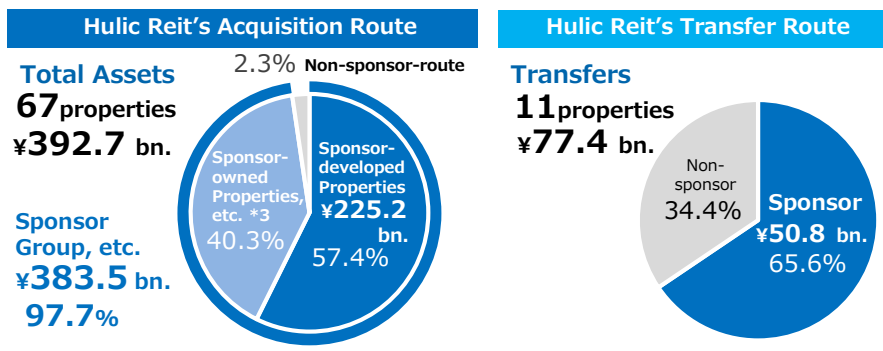 Hulic Reit’s Acquisition Route
Total Assets
67properties
¥392.7 bn.
2.3% Non-sponsor-route
Sponsor-
owned
Properties,
etc. *3
40.3%
Sponsor-
developed
Properties
¥225.2
bn.
57.4%
Sponsor
Group, etc.
¥383.5 bn.
97.7%
Hulic Reit’s Transfer Route
Transfers
11properties
¥77.4 bn.
Non-
sponsor
34.4%
Sponsor
¥50.8 bn.
65.6%